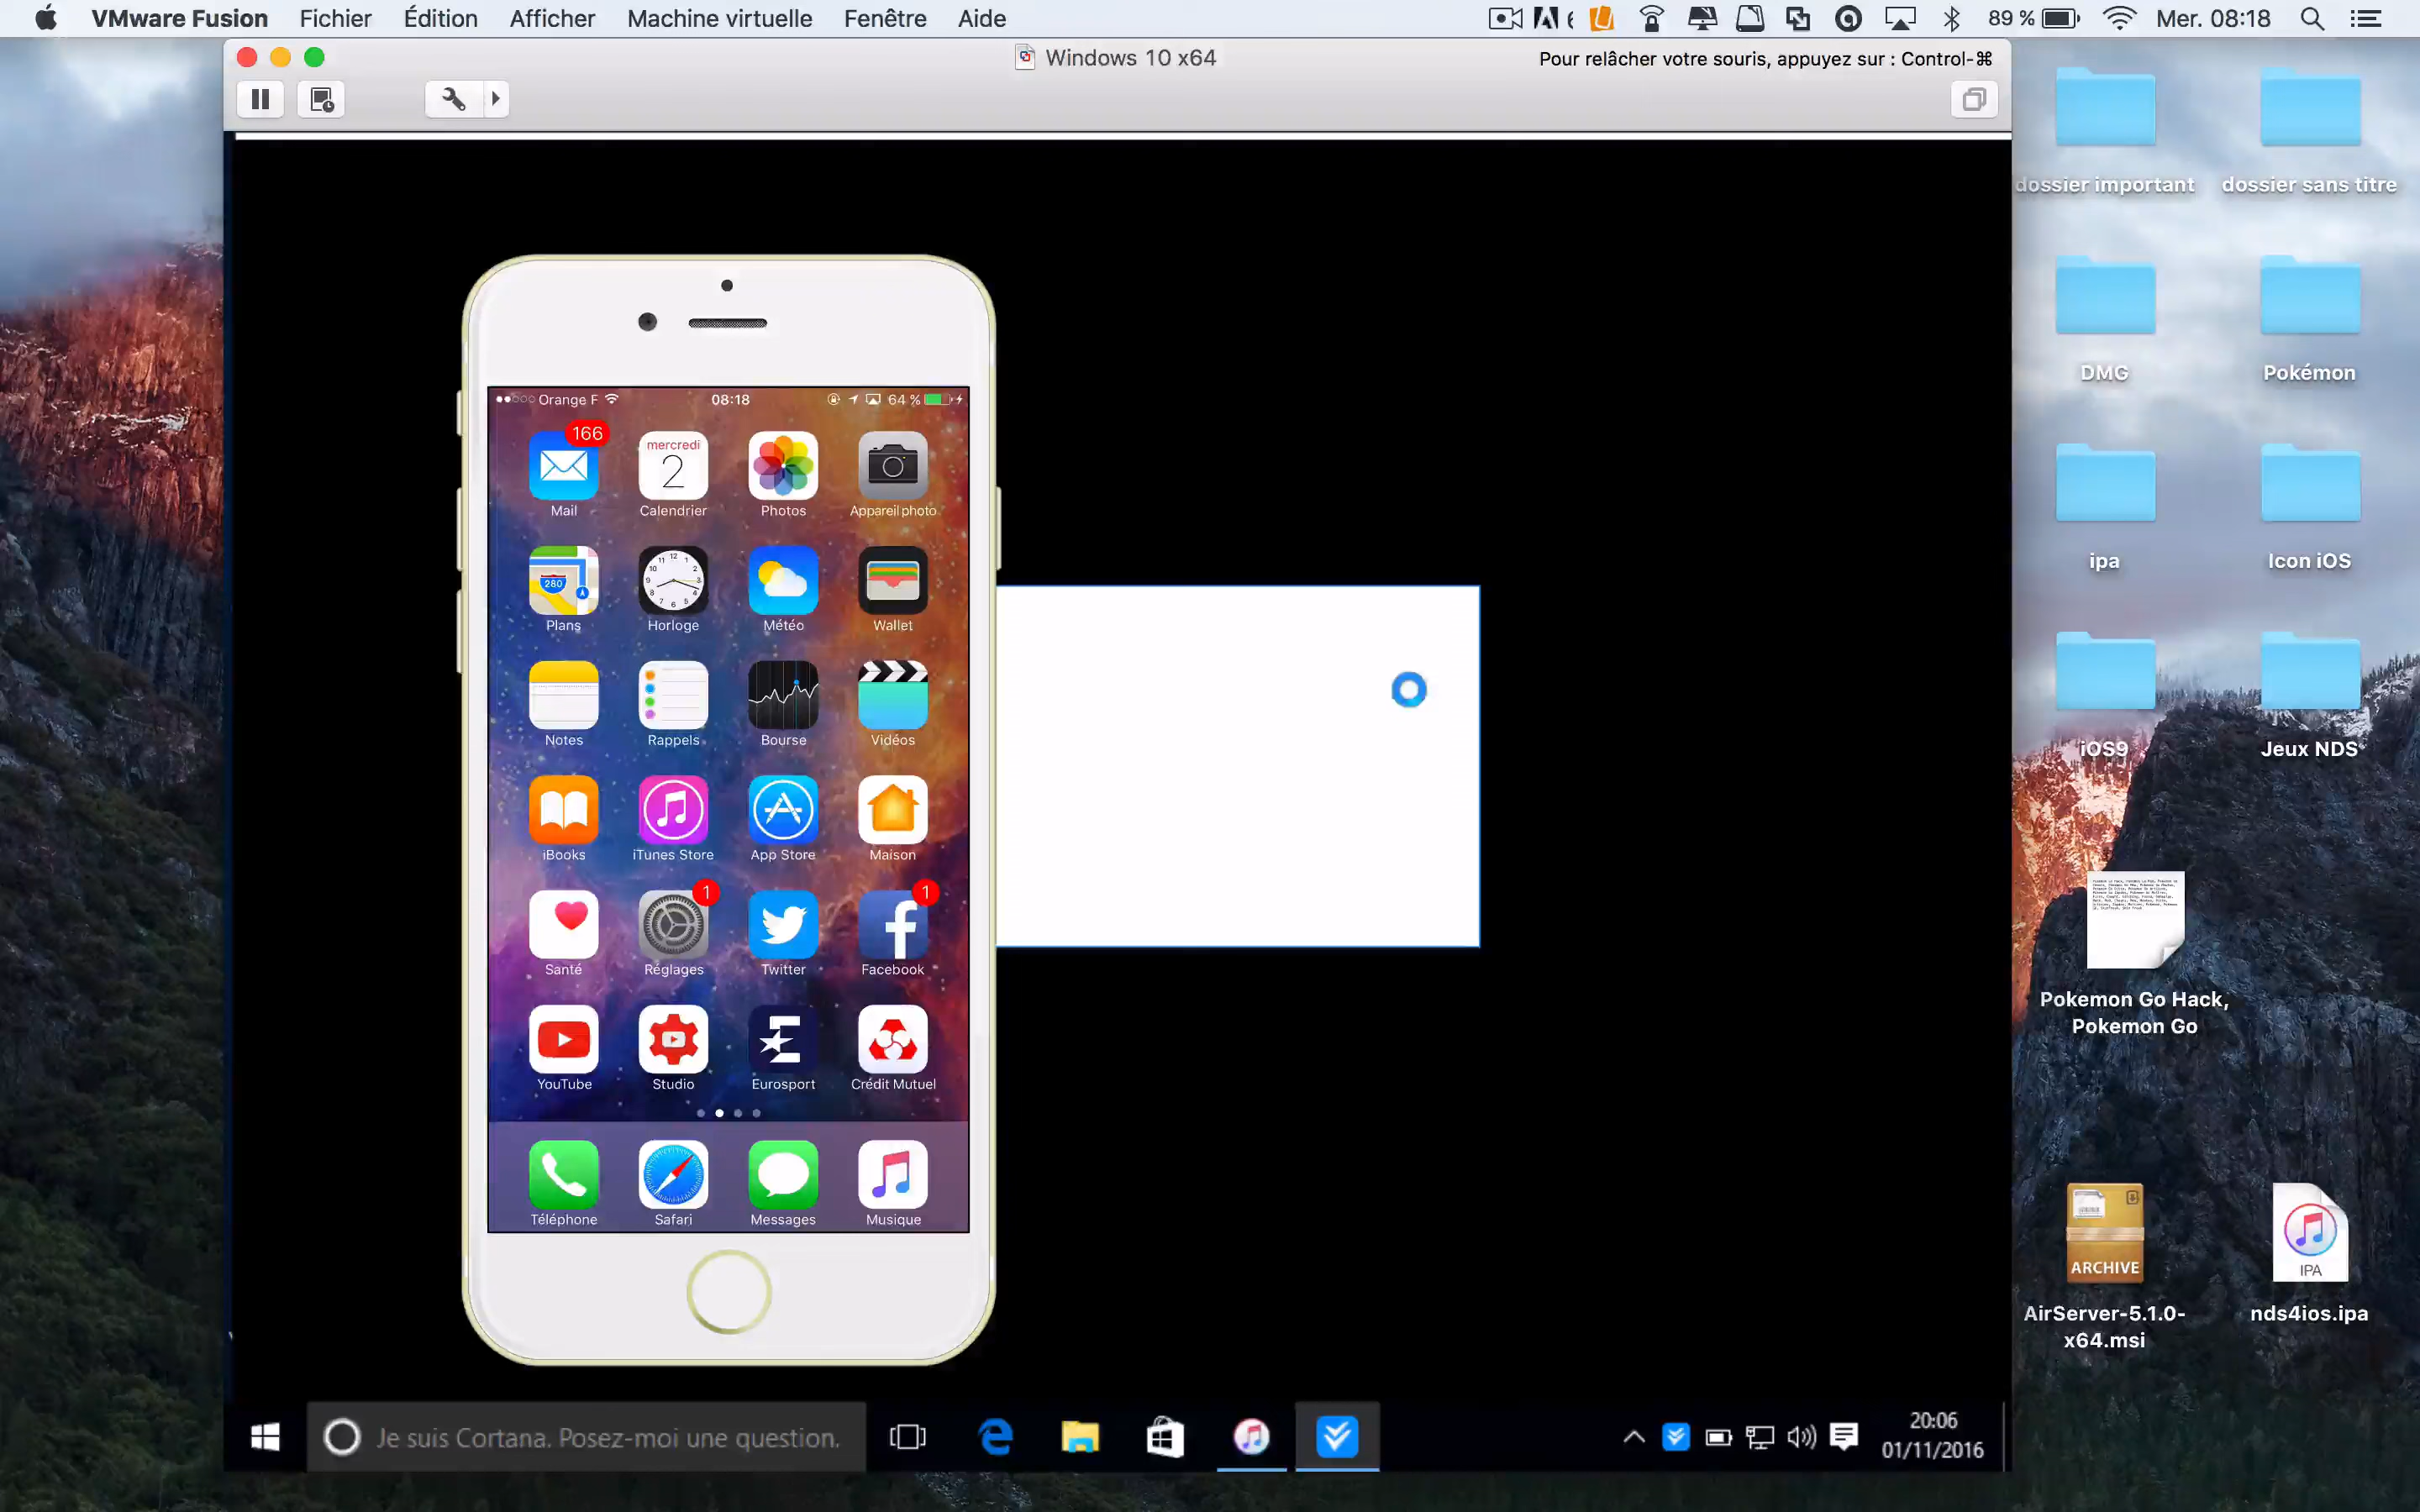 VMware Fusion Fichier Édition Afficher Machine virtuelle Fenêtre Aide 89 % Mer. 08:18
Windows 10 x64
Pour relâcher votre souris, appuyez sur : Control-⌘
dossier important
dossier sans titre
DMG
Pokémon
ipa
Icon iOS
iOS9
Jeux NDS
Pokemon Go Hack,
Pokemon Go
ARCHIVE
IPA
AirServer-5.1.0-
x64.msi
nds4ios.ipa
Orange F 08:18 64 %
166
mercredi
2
Mail Calendrier Photos Appareil photo
280
Plans Horloge Météo Wallet
Notes Rappels Bourse Vidéos
iBooks iTunes Store App Store Maison
1
1
Santé Réglages Twitter Facebook
YouTube Studio Eurosport Crédit Mutuel
Téléphone Safari Messages Musique
Je suis Cortana. Posez-moi une question.
20:06
01/11/2016